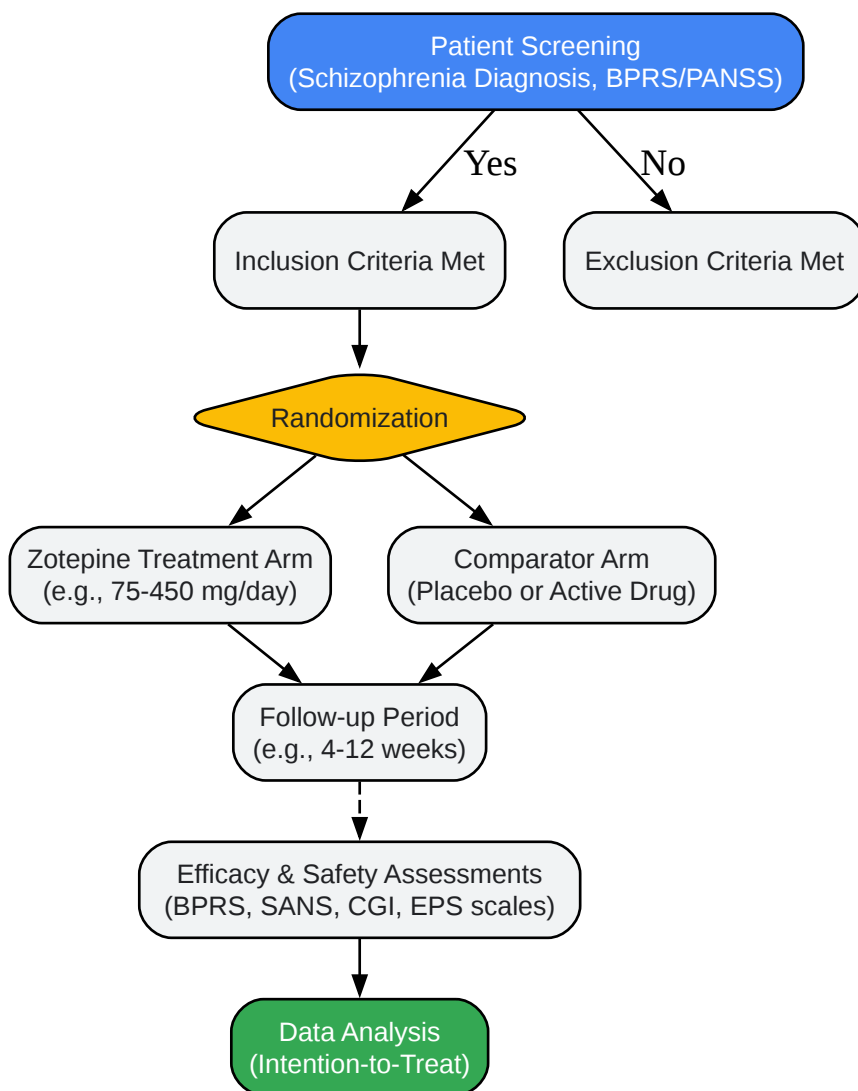 Patient Screening
(Schizophrenia Diagnosis, BPRS/PANSS)
Yes
No
Inclusion Criteria Met
Exclusion Criteria Met
Randomization
Zotepine Treatment Arm
(e.g., 75-450 mg/day)
Comparator Arm
(Placebo or Active Drug)
Follow-up Period
(e.g., 4-12 weeks)
Efficacy & Safety Assessments
(BPRS, SANS, CGI, EPS scales)
Data Analysis
(Intention-to-Treat)